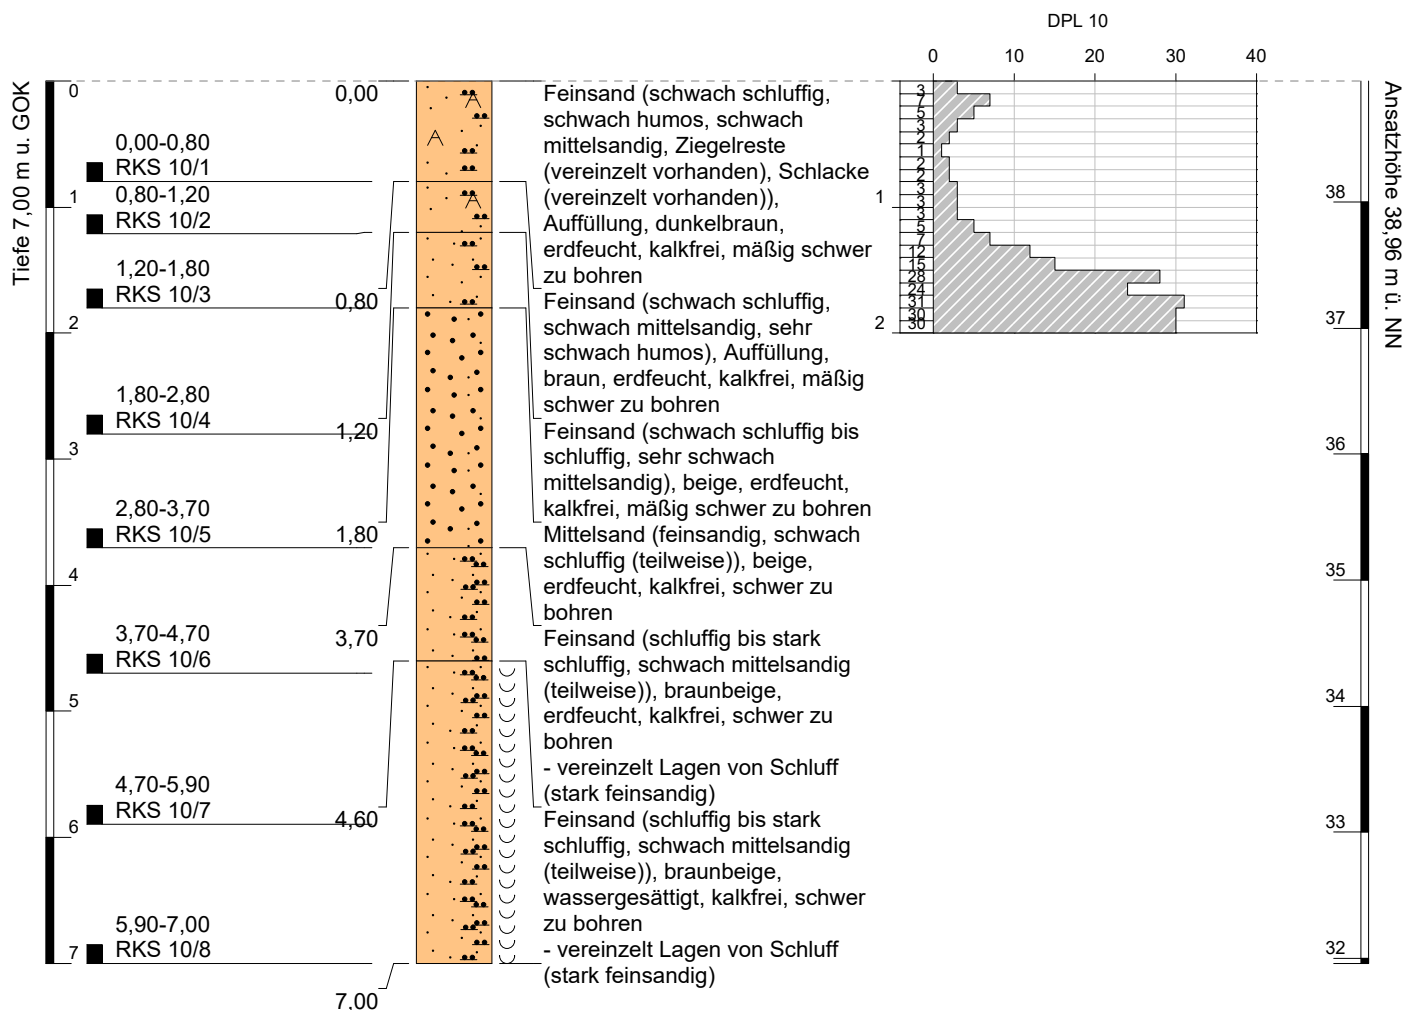 DPL 10
0 10 20 30 40
Tiefe 7,00 m u. GOK
0
1
2
3
4
5
6
7
0,00-0,80
RKS 10/1
0,80-1,20
RKS 10/2
1,20-1,80
RKS 10/3
1,80-2,80
RKS 10/4
2,80-3,70
RKS 10/5
3,70-4,70
RKS 10/6
4,70-5,90
RKS 10/7
5,90-7,00
RKS 10/8
0,00
0,80
1,20
1,80
3,70
4,60
7,00
Feinsand (schwach schluffig,
schwach humos, schwach
mittelsandig, Ziegelreste
(vereinzelt vorhanden), Schlacke
(vereinzelt vorhanden)),
Auffüllung, dunkelbraun,
erdfeucht, kalkfrei, mäßig schwer
zu bohren
Feinsand (schwach schluffig,
schwach mittelsandig, sehr
schwach humos), Auffüllung,
braun, erdfeucht, kalkfrei, mäßig
schwer zu bohren
Feinsand (schwach schluffig bis
schluffig, sehr schwach
mittelsandig), beige, erdfeucht,
kalkfrei, mäßig schwer zu bohren
Mittelsand (feinsandig, schwach
schluffig (teilweise)), beige,
erdfeucht, kalkfrei, schwer zu
bohren
Feinsand (schluffig bis stark
schluffig, schwach mittelsandig
(teilweise)), braunbeige,
erdfeucht, kalkfrei, schwer zu
bohren
- vereinzelt Lagen von Schluff
(stark feinsandig)
Feinsand (schluffig bis stark
schluffig, schwach mittelsandig
(teilweise)), braunbeige,
wassergesättigt, kalkfrei, schwer
zu bohren
- vereinzelt Lagen von Schluff
(stark feinsandig)
1
2
3
7
5
3
2
1
2
2
3
3
3
5
7
12
15
28
24
31
30
30
38
37
36
35
34
33
32
Ansatzhöhe 38,96 m ü. NN